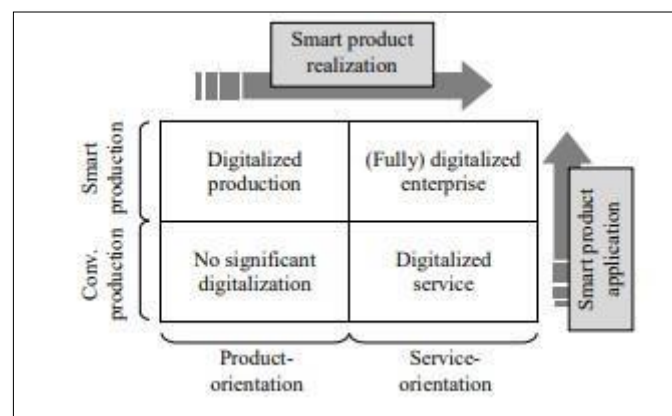 Smart product
realization
Smart
production
Digitalized
production
(Fully) digitalized
enterprise
Conv.
production
No significant
digitalization
Digitalized
service
Smart product
application
Product-
orientation
Service-
orientation